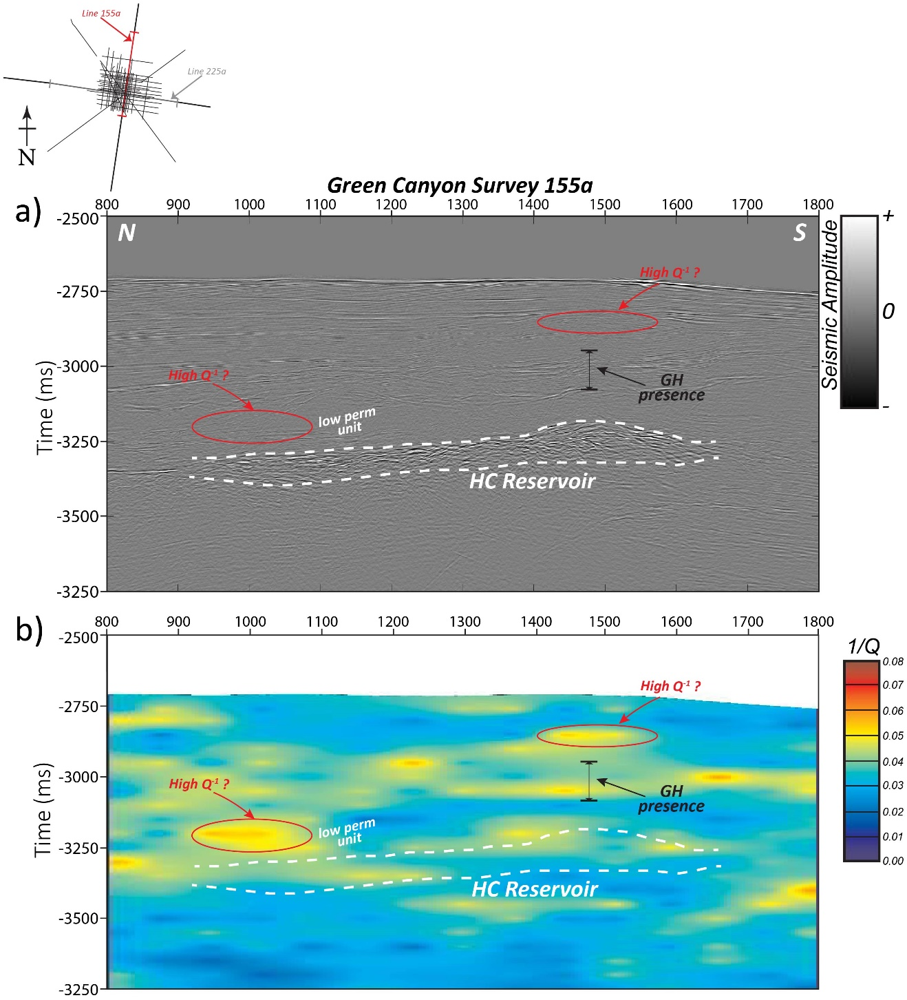 Line 155a
Line 225a
N
Green Canyon Survey 155a
a)
800 900 1000 1100 1200 1300 1400 1500 1600 1700 1800
-2500
N
S
+
High Q-1 ?
-2750
0
Seismic Amplitude
-3000
High Q-1 ?
GH
presence
-
low perm
unit
Time (ms)
-3250
HC Reservoir
-3500
-3250
b)
800 900 1000 1100 1200 1300 1400 1500 1600 1700 1800
-2500
1/Q
0.08
High Q-1 ?
0.07
-2750
0.06
0.05
0.04
-3000
High Q-1 ?
0.03
GH
presence
0.02
low perm
unit
0.01
Time (ms)
-3250
0.00
HC Reservoir
-3500
-3250